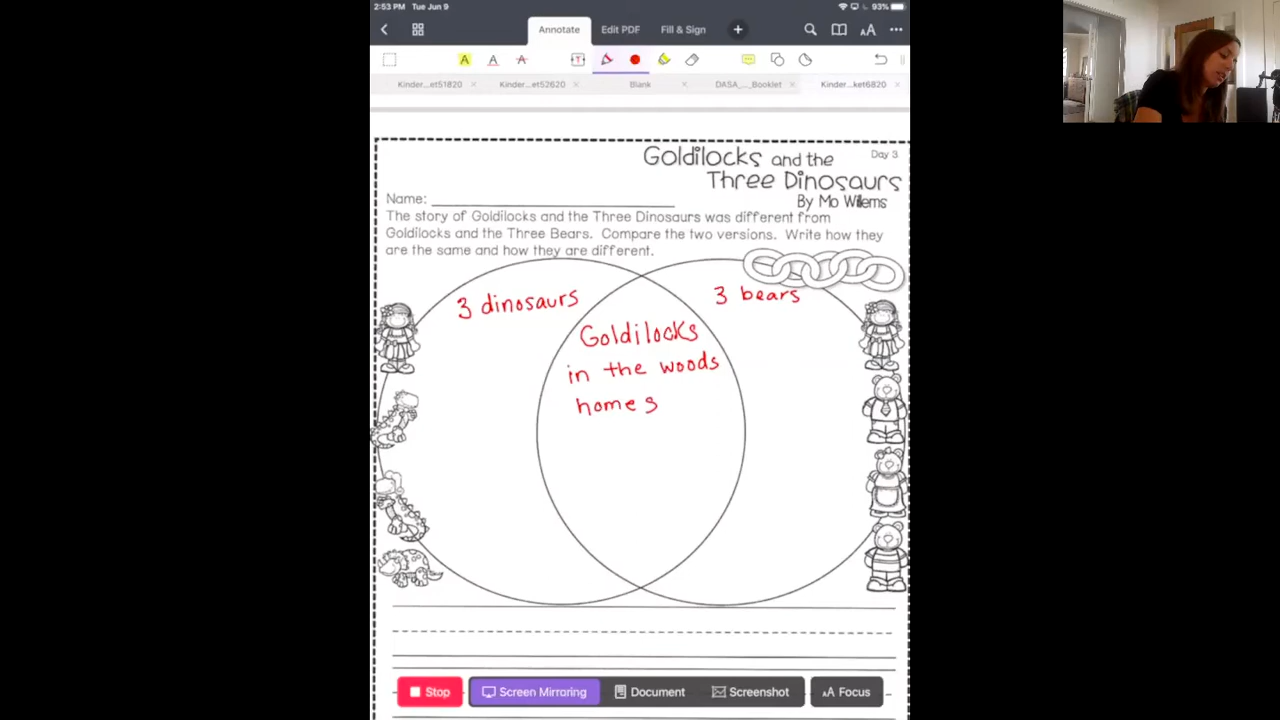 2:53 PM Tue Jun 9
93%
Annotate Edit PDF Fill & Sign
AA
A A A T
Kinder...et51820 Kinder...et52620 Blank DASA_..._Booklet Kinder...ket6820
Goldilocks and the
Day 3
Three Dinosaurs
By Mo Willems
Name:
The story of Goldilocks and the Three Dinosaurs was different from
Goldilocks and the Three Bears. Compare the two versions. Write how they
are the same and how they are different.
3 dinosaurs
3 bears
Goldilocks
in the woods
homes
Stop Screen Mirroring Document Screenshot AA Focus